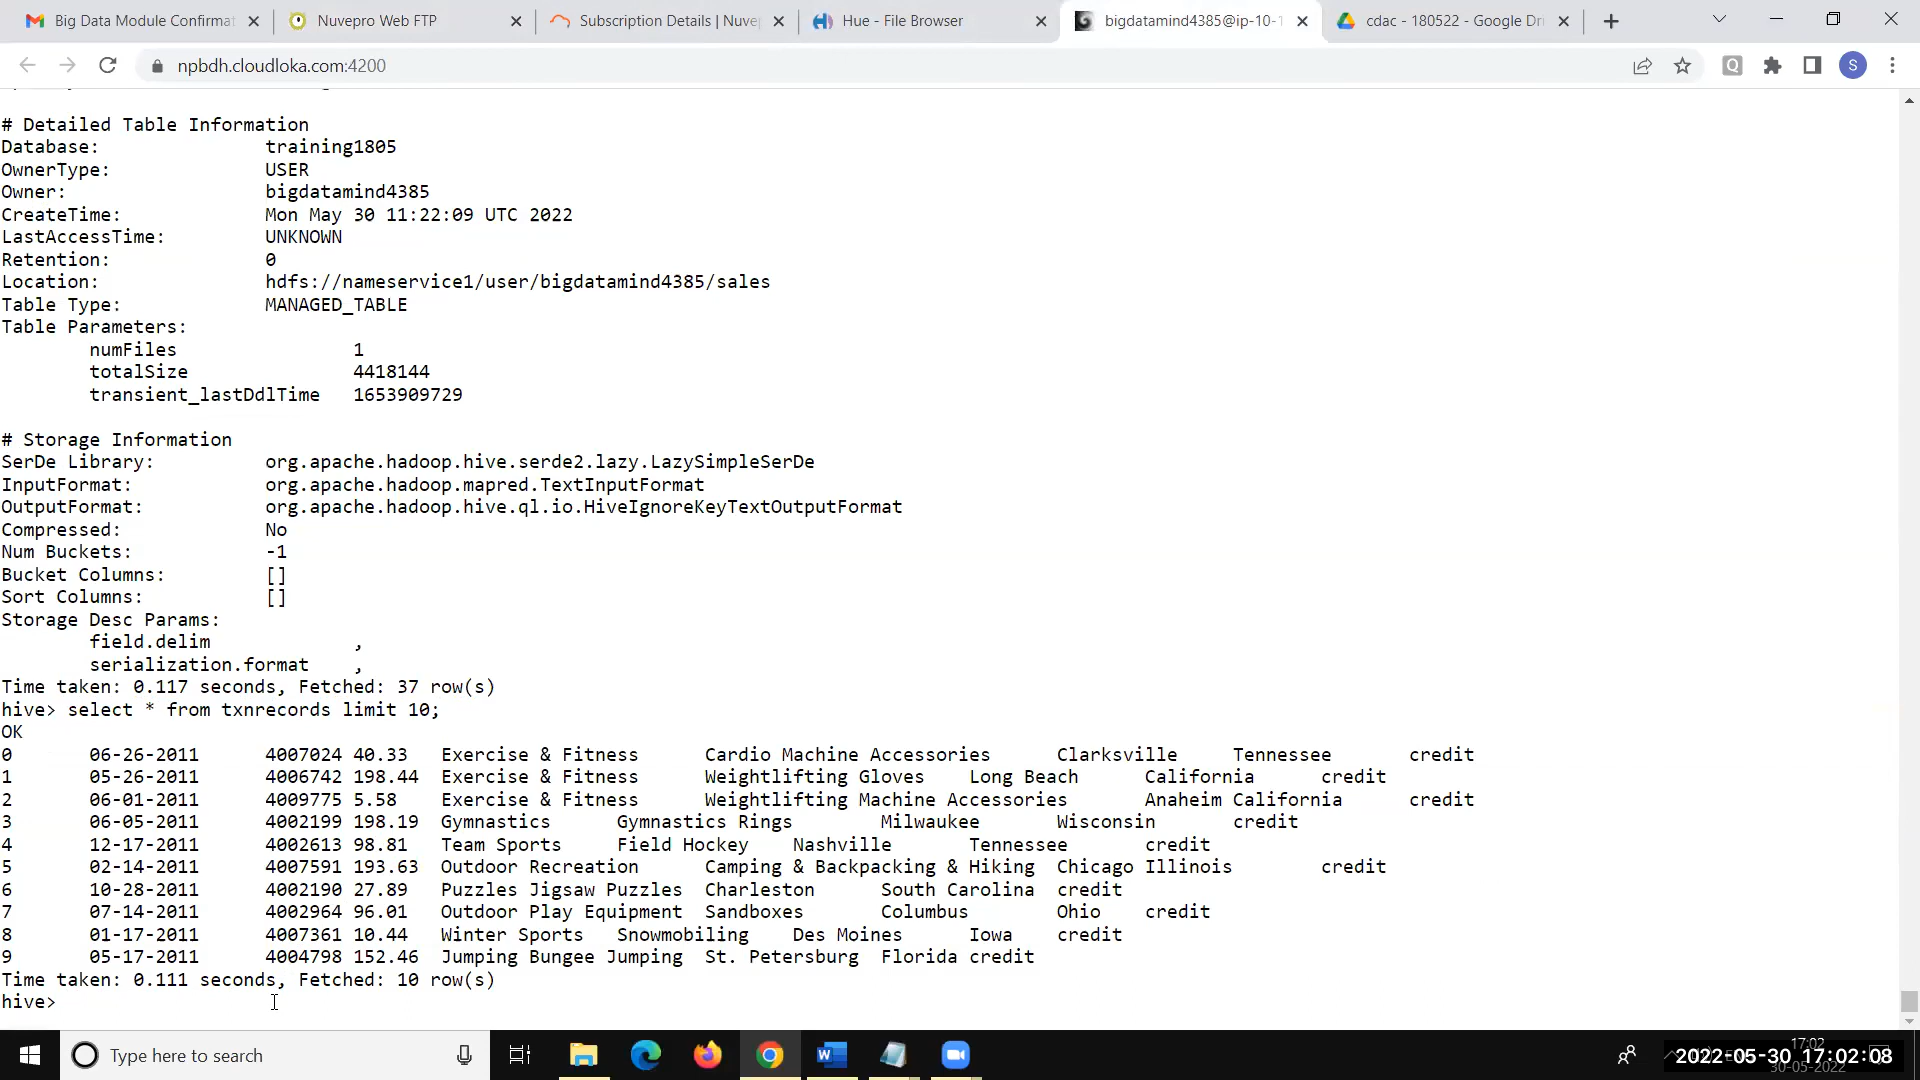 Big Data Module Confirmat
Nuvepro Web FTP
Subscription Details | Nuve
Hue - File Browser
bigdatamind4385@ip-10-1
cdac - 180522 - Google Dri
npbdh.cloudloka.com:4200
S
# Detailed Table Information
Database: training1805
OwnerType: USER
Owner: bigdatamind4385
CreateTime: Mon May 30 11:22:09 UTC 2022
LastAccessTime: UNKNOWN
Retention: 0
Location: hdfs://nameservice1/user/bigdatamind4385/sales
Table Type: MANAGED_TABLE
Table Parameters:
numFiles 1
totalSize 4418144
transient_lastDdlTime 1653909729
# Storage Information
SerDe Library: org.apache.hadoop.hive.serde2.lazy.LazySimpleSerDe
InputFormat: org.apache.hadoop.mapred.TextInputFormat
OutputFormat: org.apache.hadoop.hive.ql.io.HiveIgnoreKeyTextOutputFormat
Compressed: No
Num Buckets: -1
Bucket Columns: []
Sort Columns: []
Storage Desc Params:
field.delim ,
serialization.format ,
Time taken: 0.117 seconds, Fetched: 37 row(s)
hive> select * from txnrecords limit 10;
OK
0 06-26-2011 4007024 40.33 Exercise & Fitness Cardio Machine Accessories Clarksville Tennessee credit
1 05-26-2011 4006742 198.44 Exercise & Fitness Weightlifting Gloves Long Beach California credit
2 06-01-2011 4009775 5.58 Exercise & Fitness Weightlifting Machine Accessories Anaheim California credit
3 06-05-2011 4002199 198.19 Gymnastics Gymnastics Rings Milwaukee Wisconsin credit
4 12-17-2011 4002613 98.81 Team Sports Field Hockey Nashville Tennessee credit
5 02-14-2011 4007591 193.63 Outdoor Recreation Camping & Backpacking & Hiking Chicago Illinois credit
6 10-28-2011 4002190 27.89 Puzzles Jigsaw Puzzles Charleston South Carolina credit
7 07-14-2011 4002964 96.01 Outdoor Play Equipment Sandboxes Columbus Ohio credit
8 01-17-2011 4007361 10.44 Winter Sports Snowmobiling Des Moines Iowa credit
9 05-17-2011 4004798 152.46 Jumping Bungee Jumping St. Petersburg Florida credit
Time taken: 0.111 seconds, Fetched: 10 row(s)
hive>
Type here to search
17:02
2022-05-30 17:02:08
30-05-2022